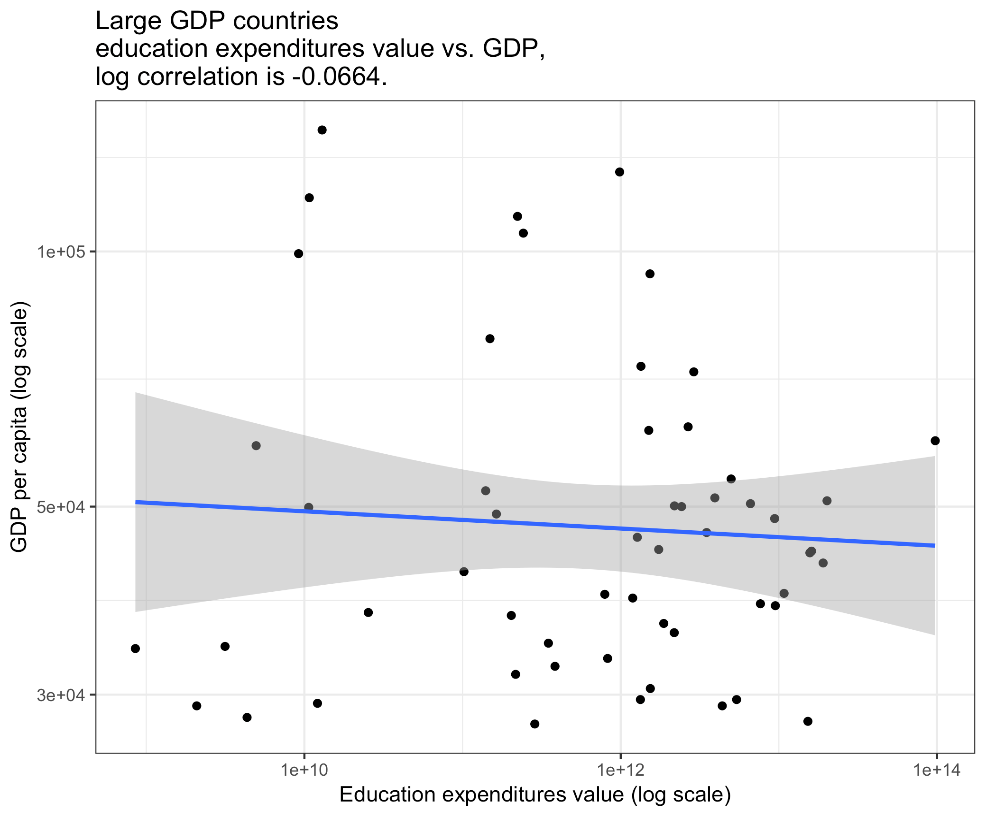 Large GDP countries
education expenditures value vs. GDP,
log correlation is -0.0664.
GDP per capita (log scale)
1e+05
5e+04
3e+04
1e+10
1e+12
1e+14
Education expenditures value (log scale)